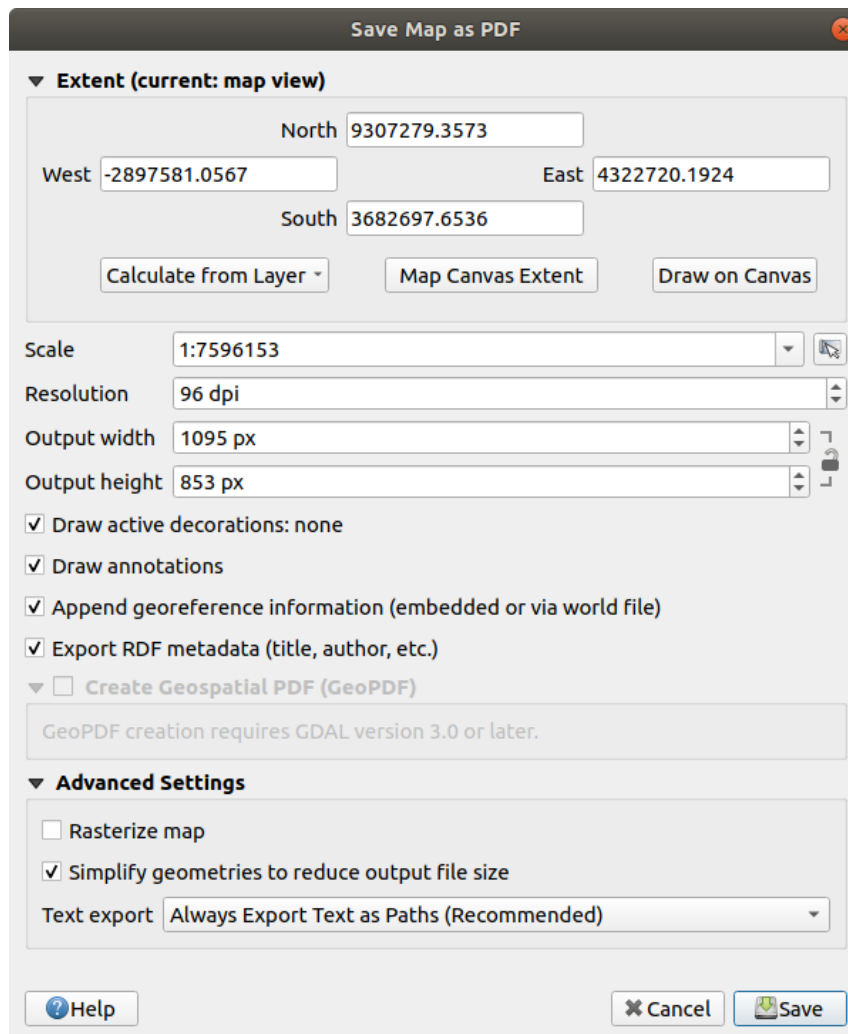 Save Map as PDF
Extent (current: map view)
North 9307279.3573
West -2897581.0567 East 4322720.1924
South 3682697.6536
Calculate from Layer Map Canvas Extent Draw on Canvas
Scale 1:7596153
Resolution 96 dpi
Output width 1095 px
Output height 853 px
Draw active decorations: none
Draw annotations
Append georeference information (embedded or via world file)
Export RDF metadata (title, author, etc.)
Create Geospatial PDF (GeoPDF)
GeoPDF creation requires GDAL version 3.0 or later.
Advanced Settings
Rasterize map
Simplify geometries to reduce output file size
Text export Always Export Text as Paths (Recommended)
Help Cancel Save